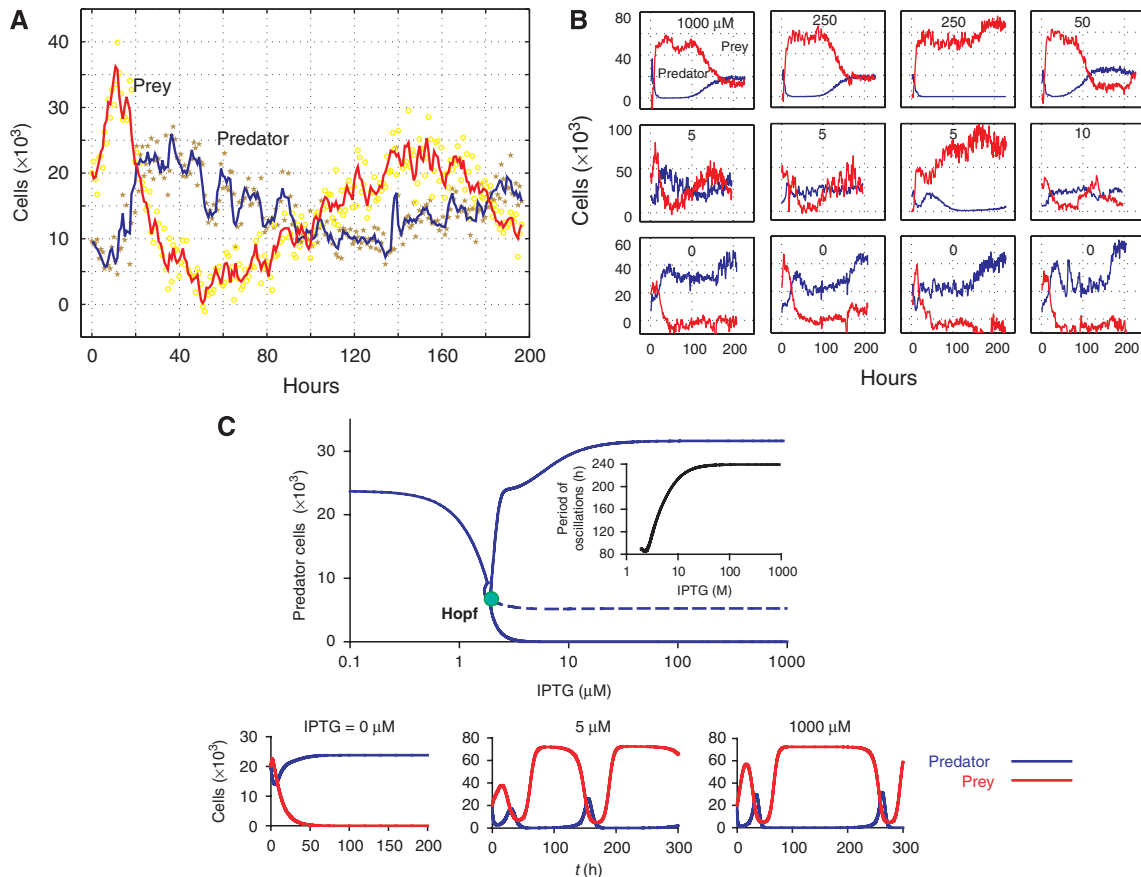 A
Cells (×10³)
40
35
30
25
20
15
10
5
0
Prey
Predator
0 40 80 120 160 200
Hours
B
Cells (×10³)
80
60
40
20
0
1000 μM
Prey
Predator
250
250
50
100
50
0
5
5
5
10
60
40
20
0
0
0
0
0
0 100 200
0 100 200
0 100 200
0 100 200
Hours
C
Predator cells (×10³)
30
20
10
0
Hopf
0.1 1 10 100 1000
IPTG (μM)
Period of
oscillations (h)
240
200
160
120
80
1 10 100 1000
IPTG (M)
IPTG = 0 μM
5 μM
1000 μM
Cells (×10³)
30
20
10
0
0 50 100 150 200
80
60
40
20
0
0 100 200 300
80
60
40
20
0
0 100 200 300
t (h)
Predator
Prey